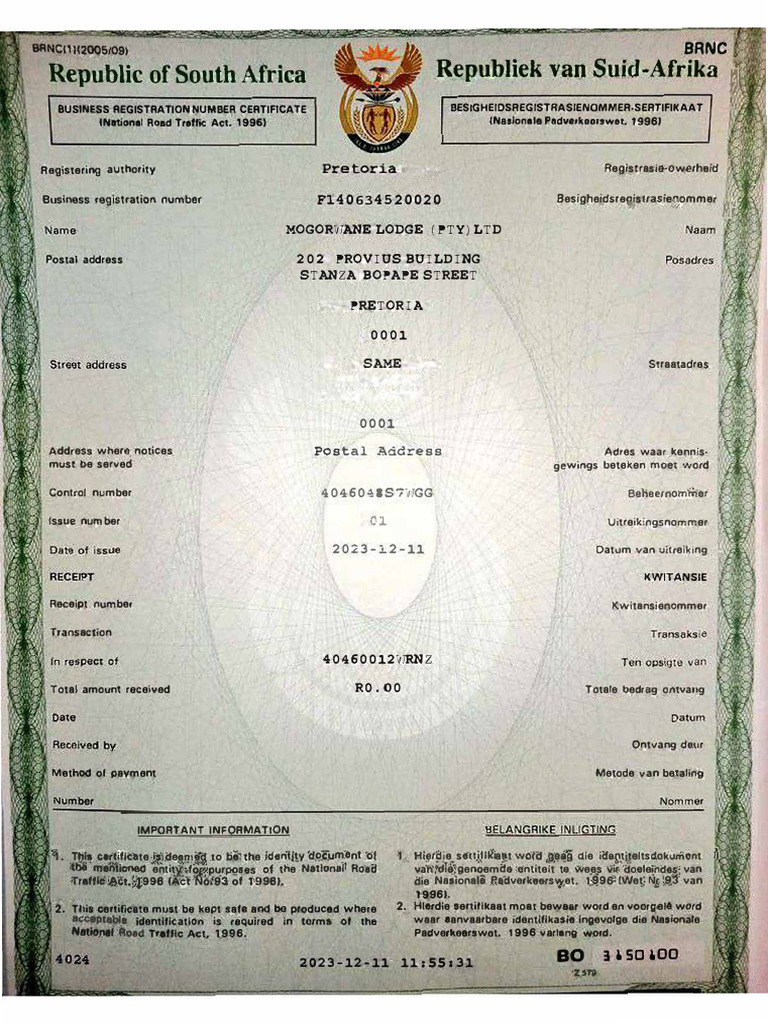 BRNC(1)(2005/09)
BRNC
Republic of South Africa
Republiek van Suid-Afrika
BUSINESS REGISTRATION NUMBER CERTIFICATE
(National Road Traffic Act, 1996)
BESIGHEIDSREGISTRASIENOMMER-SERTIFIKAAT
(Nasionale Padverkeerswet, 1996)
Registering authority Pretoria Registrasie-owerheid
Business registration number F140634520020 Besigheidsregistrasienommer
Name MOGORWANE LODGE (PTY)LTD Naam
Postal address 202 PROVIUS BUILDING Posadres
STANZA BOPAPE STREET
PRETORIA
0001
Street address SAME Straatadres
0001
Address where notices Postal Address Adres waar kennis-
must be served gewings beteken moet word
Control number 4046048S7WGG Beheernommer
Issue number 01 Uitreikingsnommer
Date of issue 2023-12-11 Datum van uitreiking
RECEIPT KWITANSIE
Receipt number Kwitansienommer
Transaction Transaksie
In respect of 40460012WRNZ Ten opsigte van
Total amount received R0.00 Totale bedrag ontvang
Date Datum
Received by Ontvang deur
Method of payment Metode van betaling
Number Nommer
IMPORTANT INFORMATION
1. This certificate is deemed to be the identity document of
the mentioned entity for purposes of the National Road
Traffic Act, 1996 (Act No 93 of 1996).
2. This certificate must be kept safe and be produced where
acceptable identification is required in terms of the
National Road Traffic Act, 1996.
BELANGRIKE INLIGTING
1. Hierdie sertifikaat word geag die identiteitsdokument
van die genoemde entiteit te wees vir doeleindes van
die Nasionale Padverkeerswet, 1996 (Wet Nr 93 van
1996).
2. Hierdie sertifikaat moet bewaar word en voorgelê word
waar aanvaarbare identifikasie ingevolge die Nasionale
Padverkeerswet, 1996 verlang word.
4024 2023-12-11 11:55:31 BO
Z 579